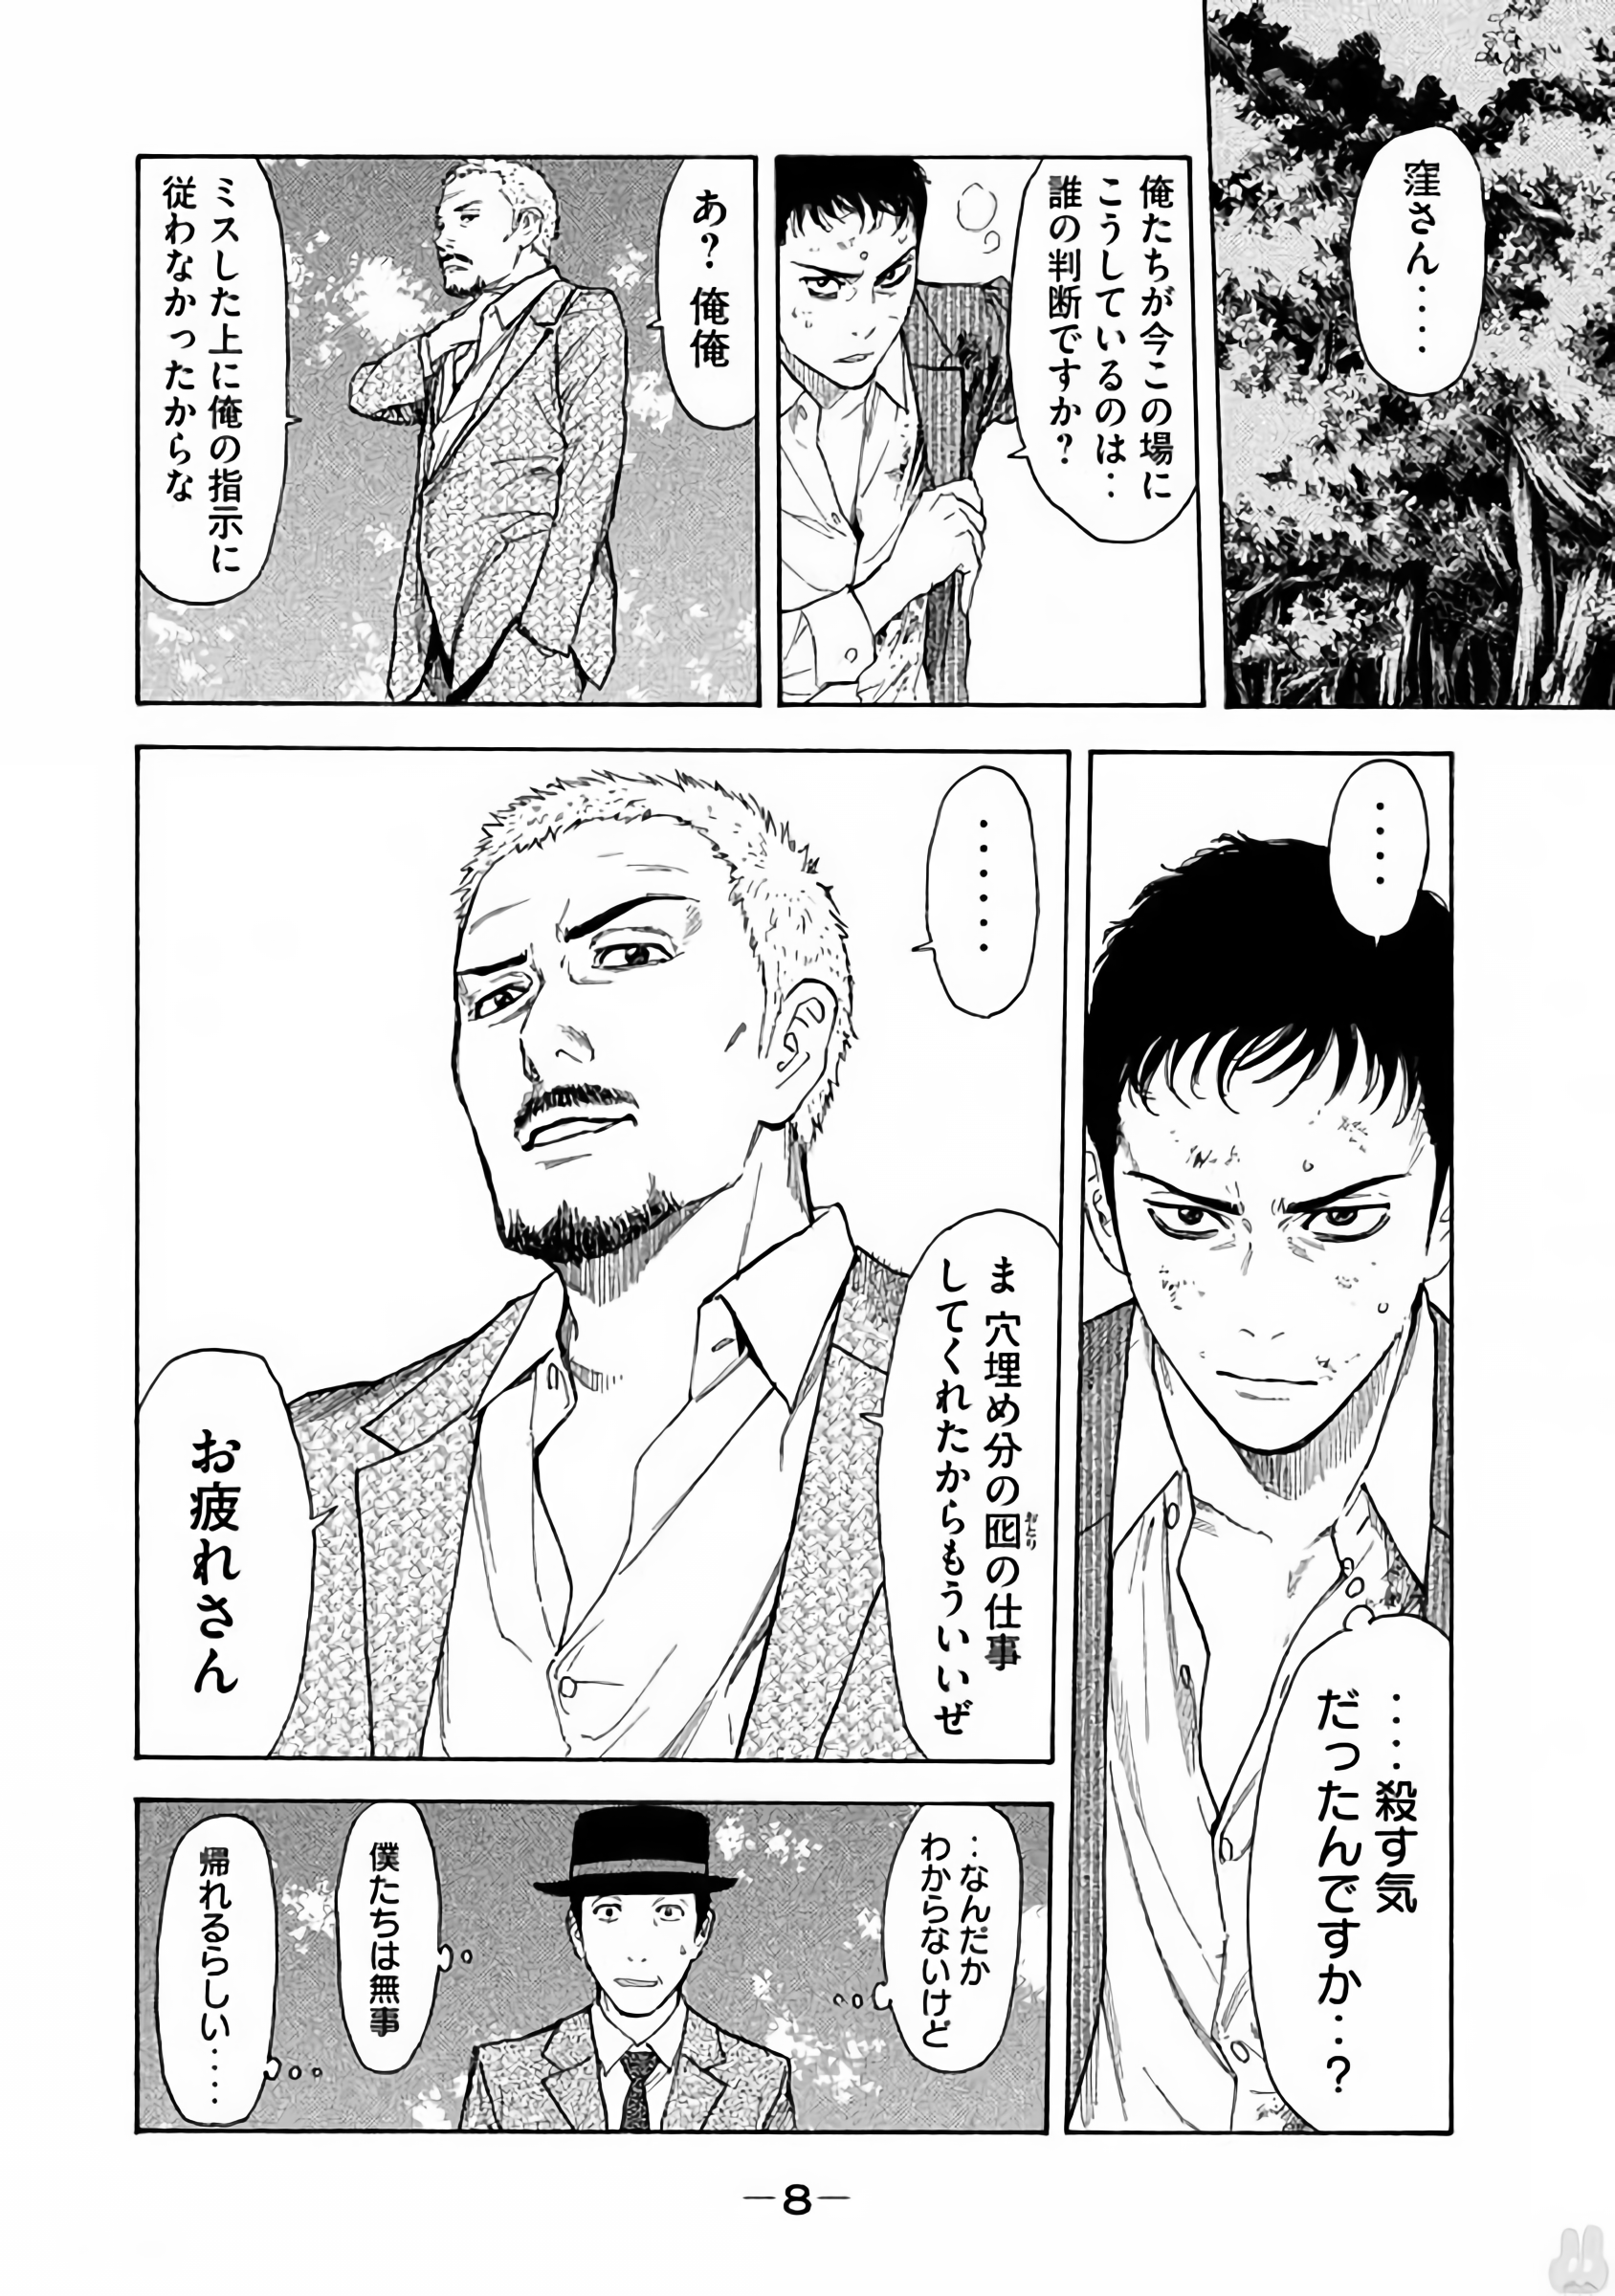 窪さん‥‥
俺たちが今この場に
こうしているのは‥
誰の判断ですか？
あ？俺俺
ミスした上に俺の指示に
従わなかったからな
‥‥
‥‥殺す気
だったんですか‥？
‥‥‥
ま 穴埋め分の囮の仕事
おとり
してくれたからもういいぜ
お疲れさん
‥なんだか
わからないけど
僕たちは無事
帰れるらしい‥‥
—8—